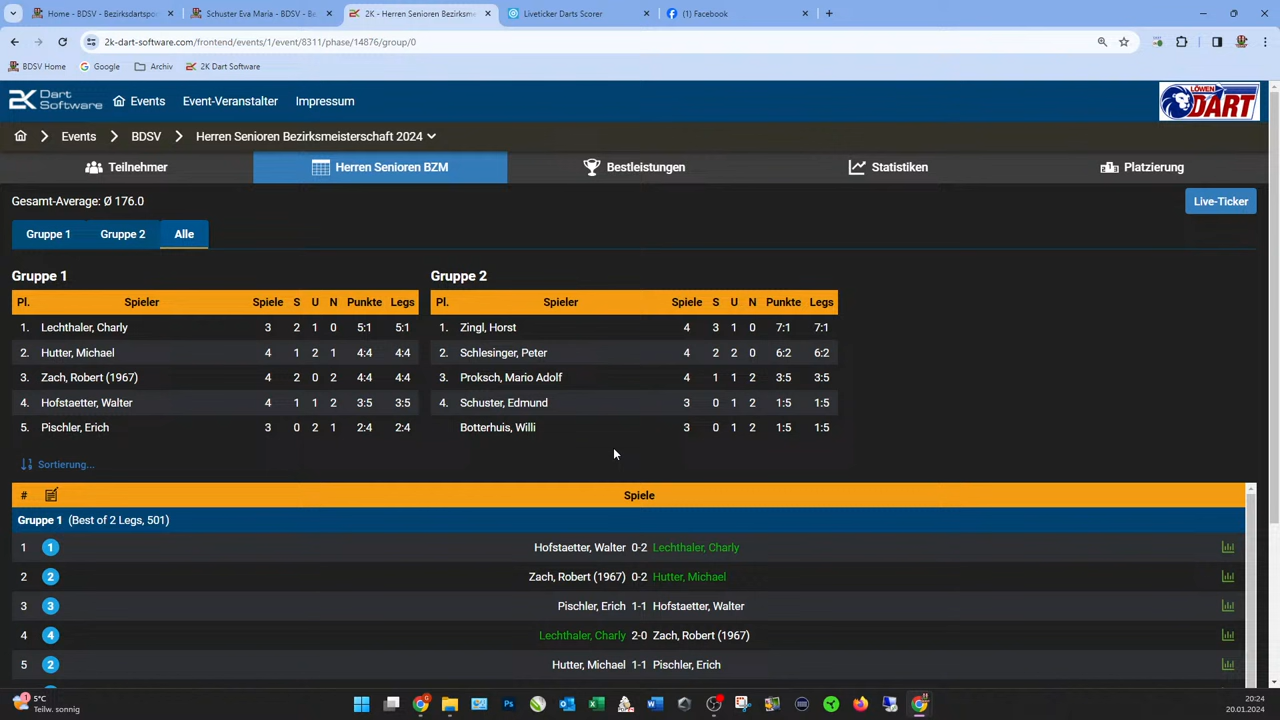 Home - BDSV - Bezirksdartspo
Schuster Eva Maria - BDSV - Be
2K - Herren Senioren Bezirksme
Liveticker Darts Scorer
(1) Facebook
2k-dart-software.com/frontend/events/1/event/8311/phase/14876/group/0
BDSV Home Google Archiv 2K Dart Software
2K Dart Software Events Event-Veranstalter Impressum LÖWEN DART
Events BDSV Herren Senioren Bezirksmeisterschaft 2024
Teilnehmer Herren Senioren BZM Bestleistungen Statistiken Platzierung
Gesamt-Average: Ø 176.0 Live-Ticker
Gruppe 1 Gruppe 2 Alle
Gruppe 1
Pl. Spieler Spiele S U N Punkte Legs
1. Lechthaler, Charly 3 2 1 0 5:1 5:1
2. Hutter, Michael 4 1 2 1 4:4 4:4
3. Zach, Robert (1967) 4 2 0 2 4:4 4:4
4. Hofstaetter, Walter 4 1 1 2 3:5 3:5
5. Pischler, Erich 3 0 2 1 2:4 2:4
Gruppe 2
Pl. Spieler Spiele S U N Punkte Legs
1. Zingl, Horst 4 3 1 0 7:1 7:1
2. Schlesinger, Peter 4 2 2 0 6:2 6:2
3. Proksch, Mario Adolf 4 1 1 2 3:5 3:5
4. Schuster, Edmund 3 0 1 2 1:5 1:5
Botterhuis, Willi 3 0 1 2 1:5 1:5
Sortierung...
# Spiele
Gruppe 1 (Best of 2 Legs, 501)
1 1 Hofstaetter, Walter 0-2 Lechthaler, Charly
2 2 Zach, Robert (1967) 0-2 Hutter, Michael
3 3 Pischler, Erich 1-1 Hofstaetter, Walter
4 4 Lechthaler, Charly 2-0 Zach, Robert (1967)
5 2 Hutter, Michael 1-1 Pischler, Erich
5°C
Teilw. sonnig
20:24
20.01.2024